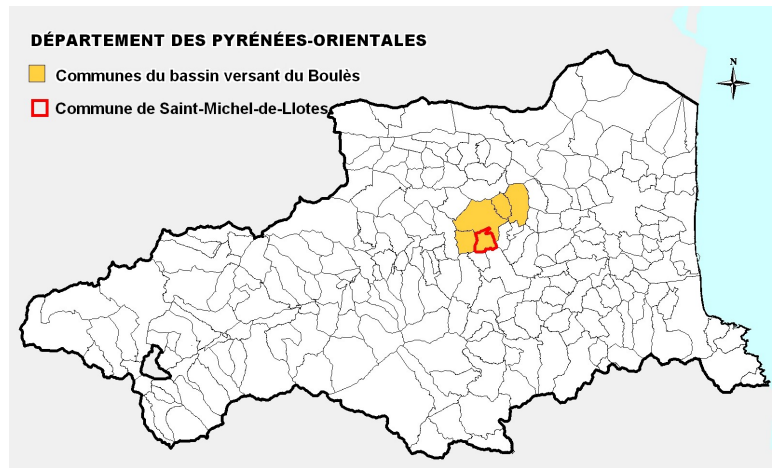 DÉPARTEMENT DES PYRÉNÉES-ORIENTALES
Communes du bassin versant du Boulès
Commune de Saint-Michel-de-Llotes
N